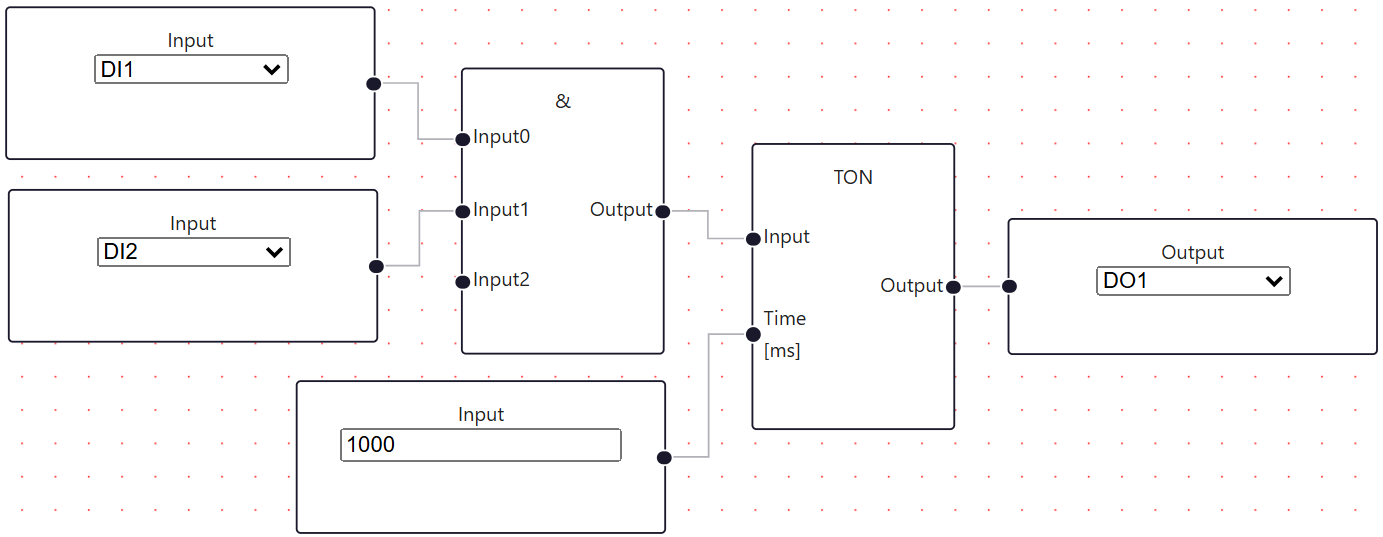 Input
DI1
Input
DI2
&
Input0
Input1
Input2
Output
Input
1000
TON
Input
Time
[ms]
Output
Output
DO1